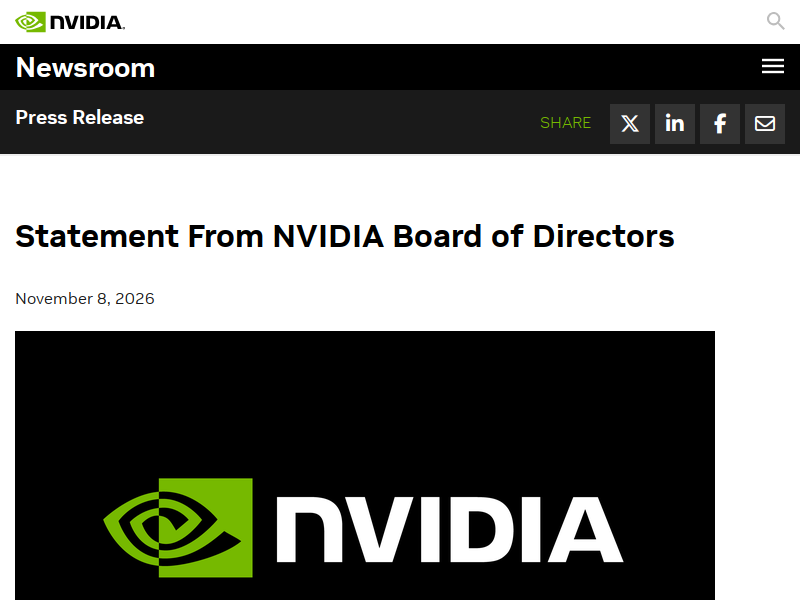 NVIDIA.
Newsroom
Press Release
SHARE
Statement From NVIDIA Board of Directors
November 8, 2026
NVIDIA